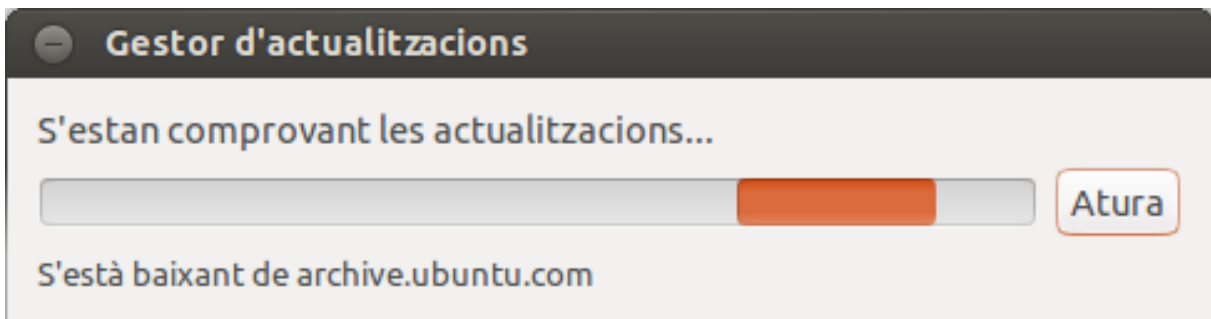 Gestor d'actualitzacions
S'estan comprovant les actualitzacions...
Atura
S'està baixant de archive.ubuntu.com